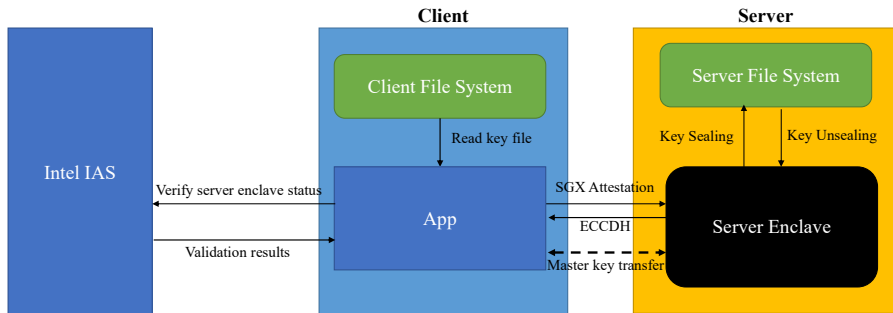 Client
Server
Client File System
Server File System
Read key file
Key Sealing
Key Unsealing
Intel IAS
Verify server enclave status
App
SGX Attestation
ECCDH
Server Enclave
Validation results
Master key transfer